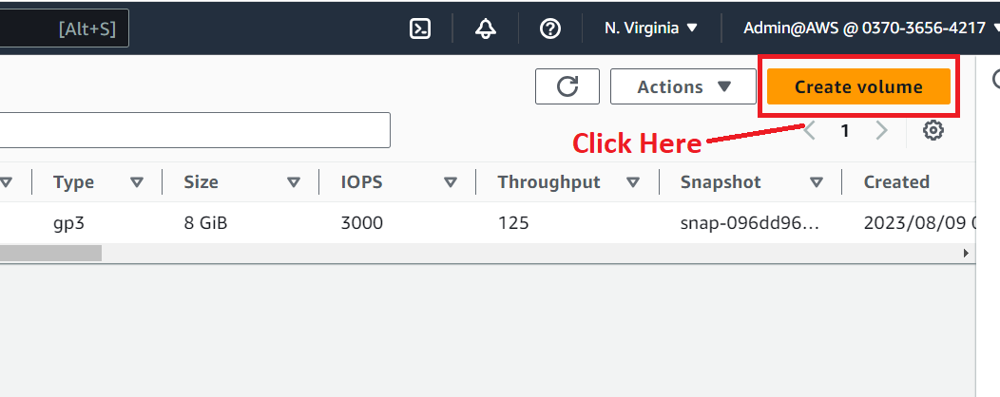 [Alt+S]
N. Virginia
Admin@AWS @ 0370-3656-4217
Actions
Create volume
Click Here
1
Type
Size
IOPS
Throughput
Snapshot
Created
gp3
8 GiB
3000
125
snap-096dd96...
2023/08/09